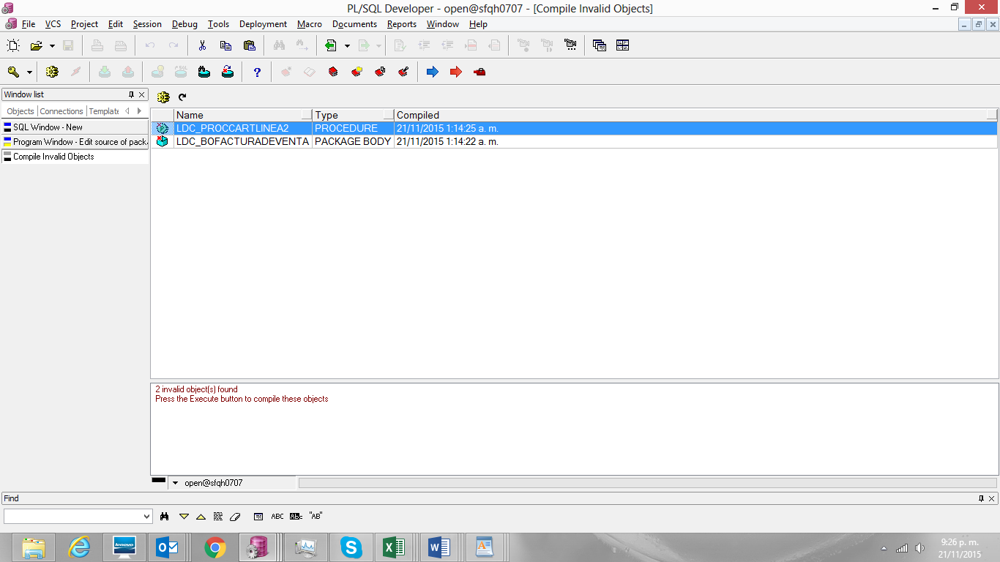 PL/SQL Developer - open@sfqh0707 - [Compile Invalid Objects]
File VCS Project Edit Session Debug Tools Deployment Macro Documents Reports Window Help
Window list
Objects Connections Template
Name Type Compiled
LDC_PROCCARTLINEA2 PROCEDURE 21/11/2015 1:14:25 a. m.
LDC_BOFACTURADEVENTA PACKAGE BODY 21/11/2015 1:14:22 a. m.
SQL Window - New
Program Window - Edit source of pack
Compile Invalid Objects
2 invalid object(s) found
Press the Execute button to compile these objects
open@sfqh0707
Find
ABC "AB"
lenovo
9:26 p. m.
21/11/2015